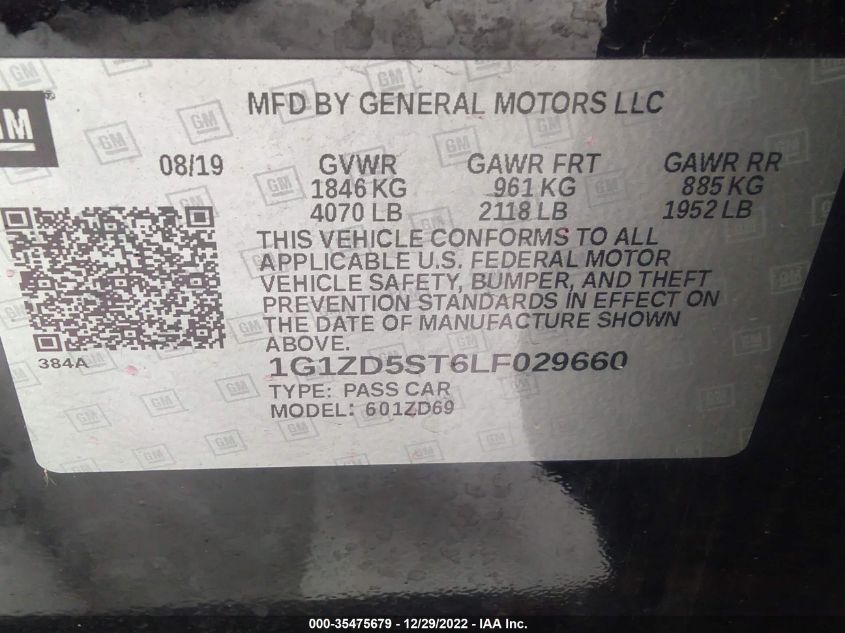 GM
MFD BY GENERAL MOTORS LLC
08/19 GVWR GAWR FRT GAWR RR
1846 KG 961 KG 885 KG
4070 LB 2118 LB 1952 LB
THIS VEHICLE CONFORMS TO ALL
APPLICABLE U.S. FEDERAL MOTOR
VEHICLE SAFETY, BUMPER, AND THEFT
PREVENTION STANDARDS IN EFFECT ON
THE DATE OF MANUFACTURE SHOWN
ABOVE.
384A
1G1ZD5ST6LF029660
TYPE: PASS CAR
MODEL: 601ZD69
000-35475679 - 12/29/2022 - IAA Inc.